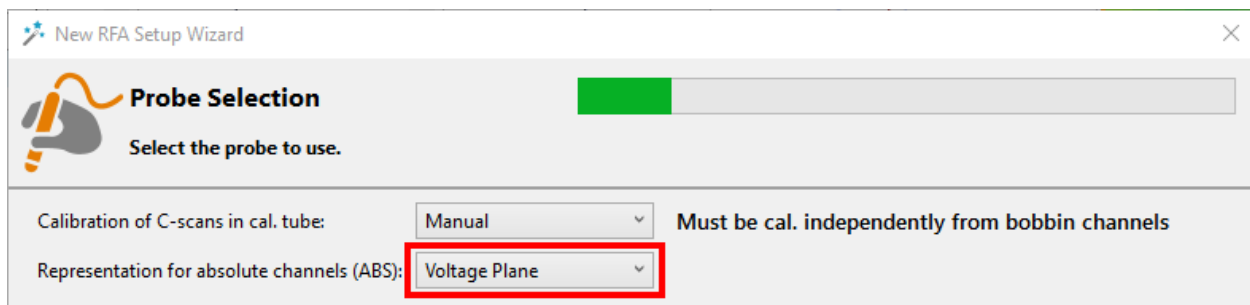 New RFA Setup Wizard
Probe Selection
Select the probe to use.
Calibration of C-scans in cal. tube: Manual Must be cal. independently from bobbin channels
Representation for absolute channels (ABS): Voltage Plane